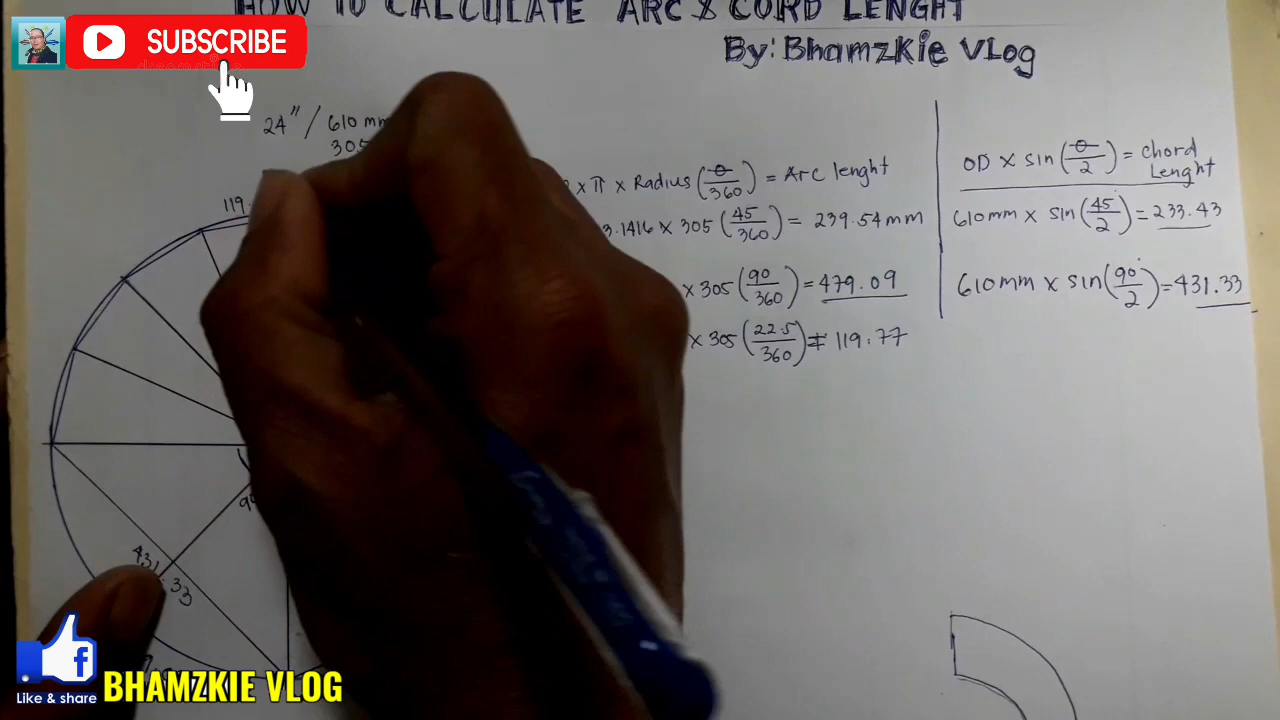 HOW TO CALCULATE ARC & CORD LENGHT
By: Bhamzkie VLog
SUBSCRIBE
24" / 610 mm
305
119.
x π x Radius (θ/360) = Arc lenght
3.1416 x 305 (45/360) = 239.54mm
x 305 (90/360) = 479.09
x 305 (22.5/360) = 119.77
OD x sin (θ/2) = chord
Lenght
610mm x sin (45°/2) = 233.43
610mm x sin (90°/2) = 431.33
431.33
Like & share
BHAMZKIE VLOG